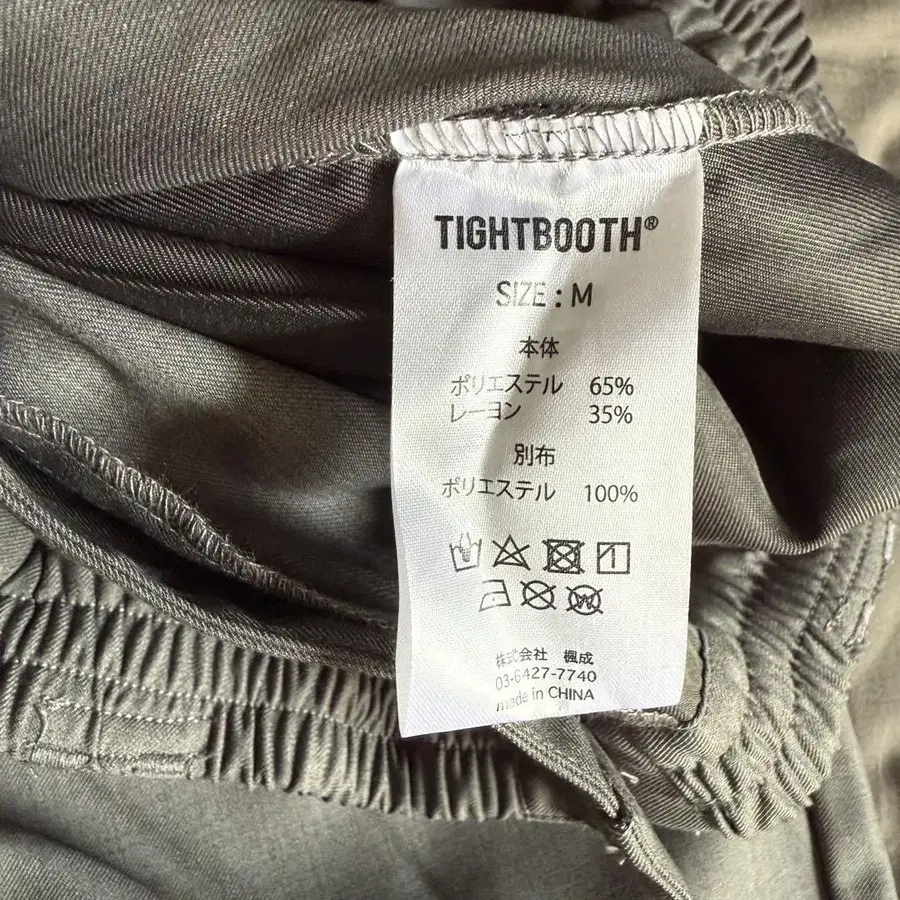 TIGHTBOOTH®
SIZE : M
本体
ポリエステル 65%
レーヨン 35%
別布
ポリエステル 100%
株式会社 楓成
03-6427-7740
made in CHINA